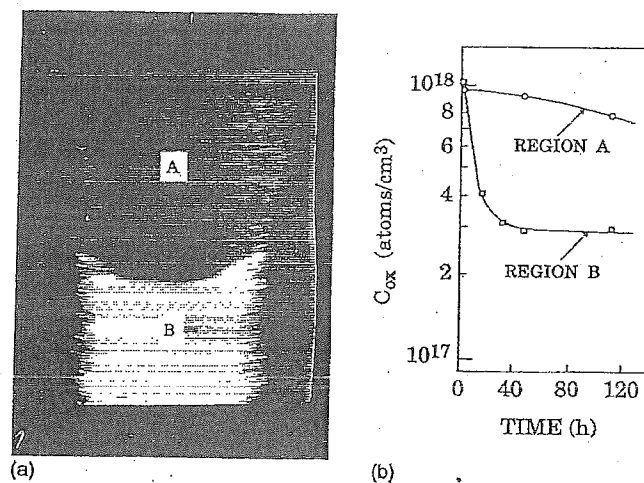 A
B
(a)
10¹⁸
8
6
4
2
10¹⁷
C_ox (atoms/cm³)
REGION A
REGION B
0
40
80
120
TIME (h)
(b)